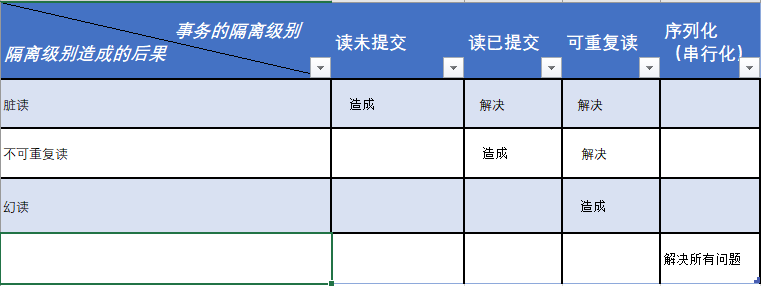 事务的隔离级别
隔离级别造成的后果
读未提交
读已提交
可重复读
序列化
（串行化）
脏读
造成
解决
解决
不可重复读
造成
解决
幻读
造成
解决所有问题